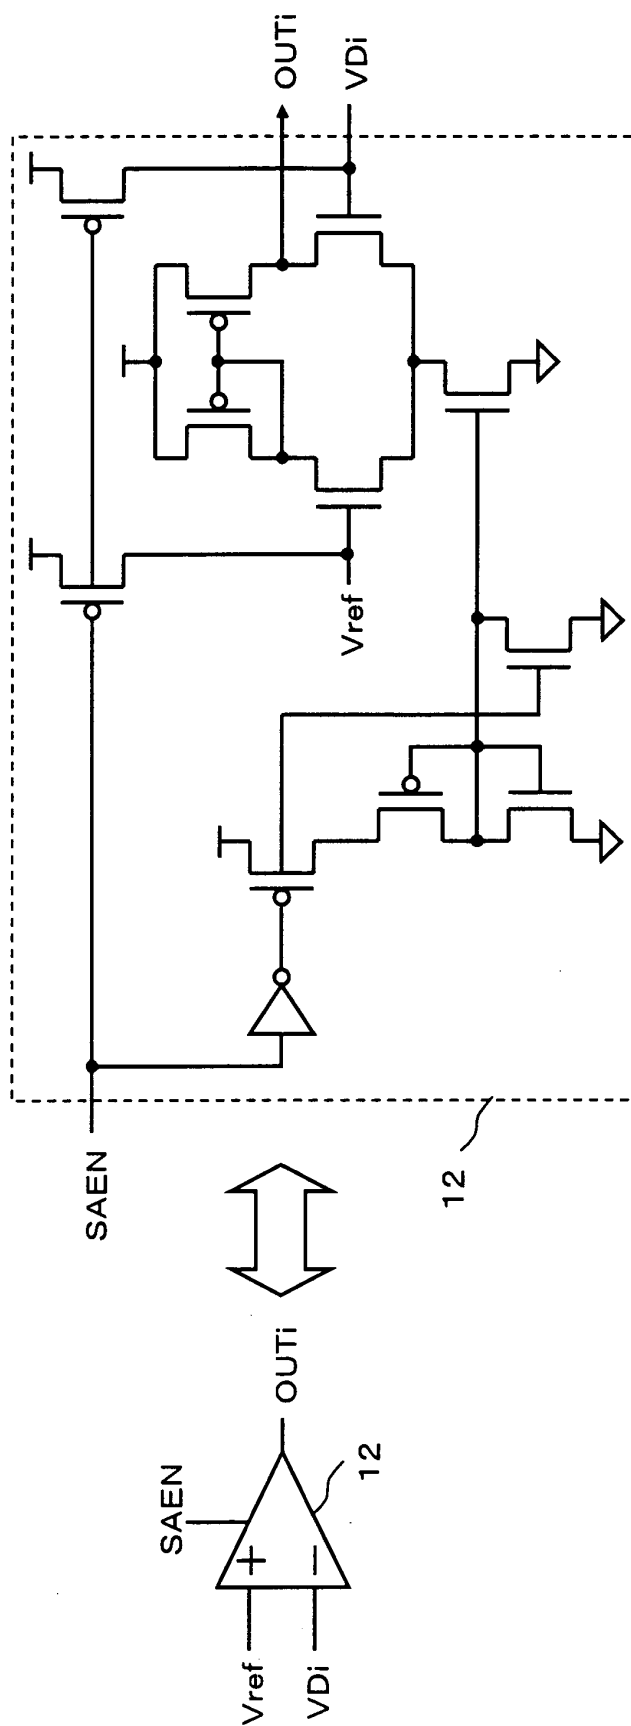 SAEN
Vref
VDi
+
−
OUTi
12
SAEN
Vref
OUTi
VDi
12